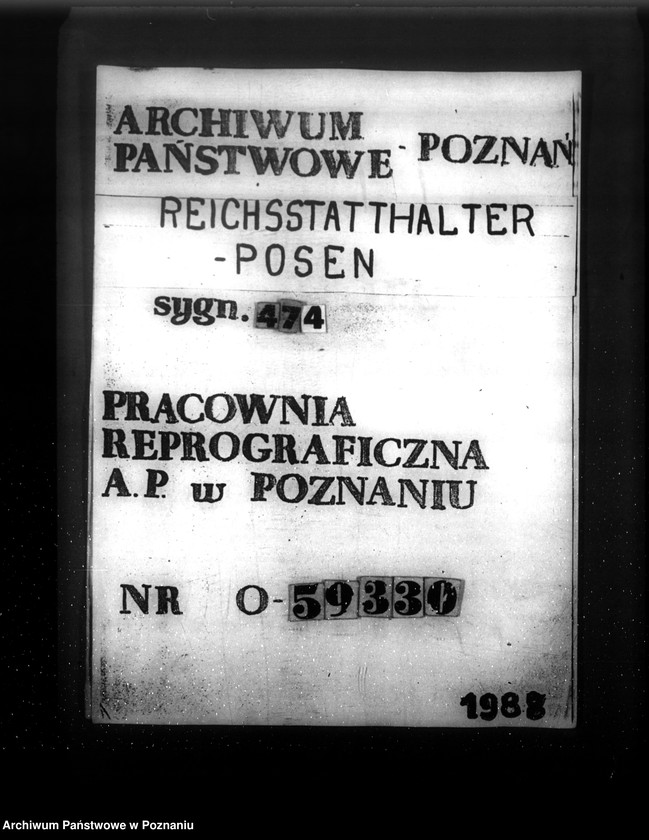 ARCHIWUM
PAŃSTWOWE - POZNAŃ
REICHSSTATTHALTER
-POSEN
sygn. 474
PRACOWNIA
REPROGRAFICZNA
A.P. w POZNANIU
NR O-59330
1988
Archiwum Państwowe w Poznaniu